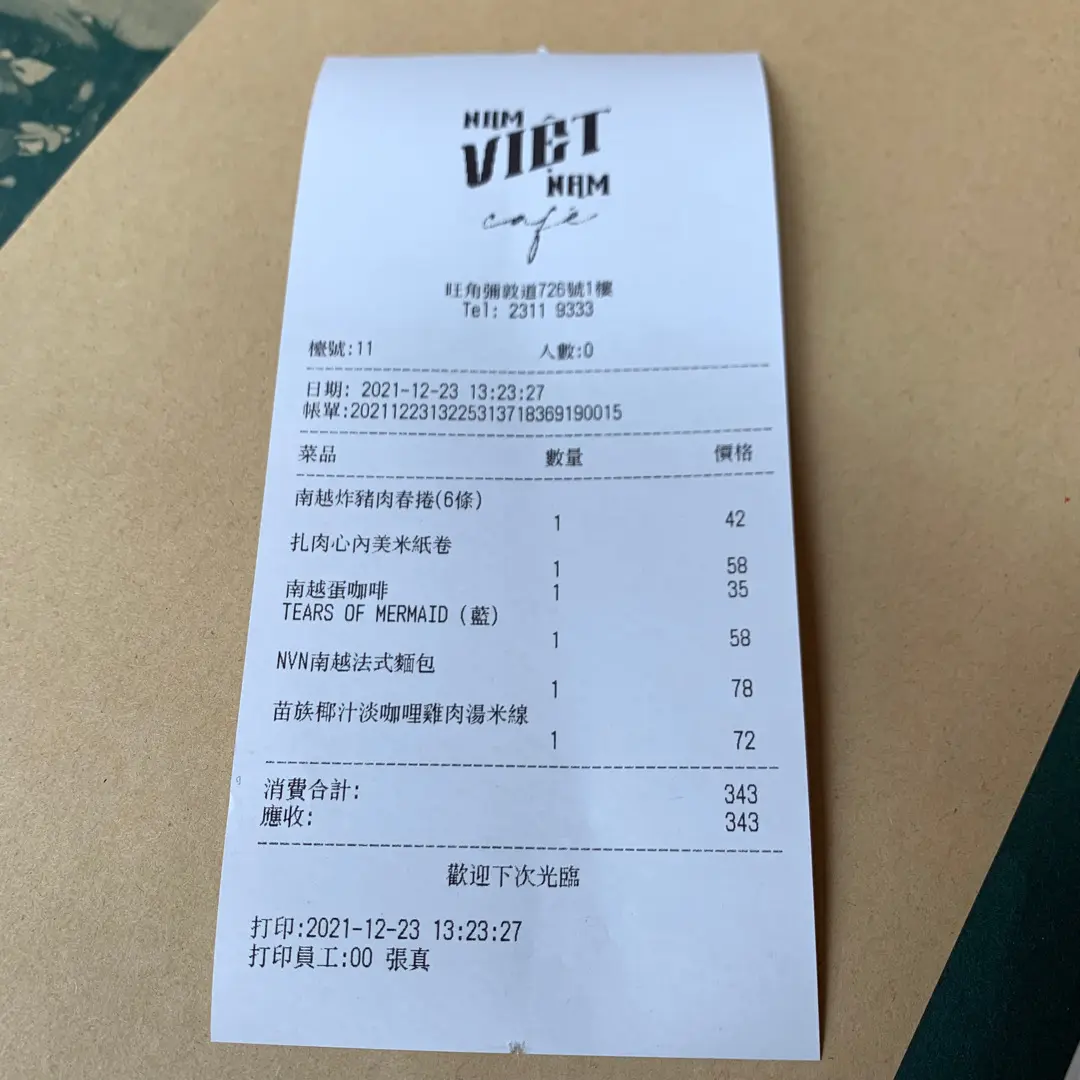 NAM
VIỆT
NAM
café
旺角彌敦道726號1樓
Tel: 2311 9333
檯號:11 人數:0
日期: 2021-12-23 13:23:27
帳單:2021122313225313718369190015
菜品 數量 價格
南越炸豬肉春捲(6條)
1 42
扎肉心內美米紙卷
1 58
南越蛋咖啡 1 35
TEARS OF MERMAID (藍)
1 58
NVN南越法式麵包
1 78
苗族椰汁淡咖喱雞肉湯米線
1 72
消費合計: 343
應收: 343
歡迎下次光臨
打印:2021-12-23 13:23:27
打印員工:00 張真